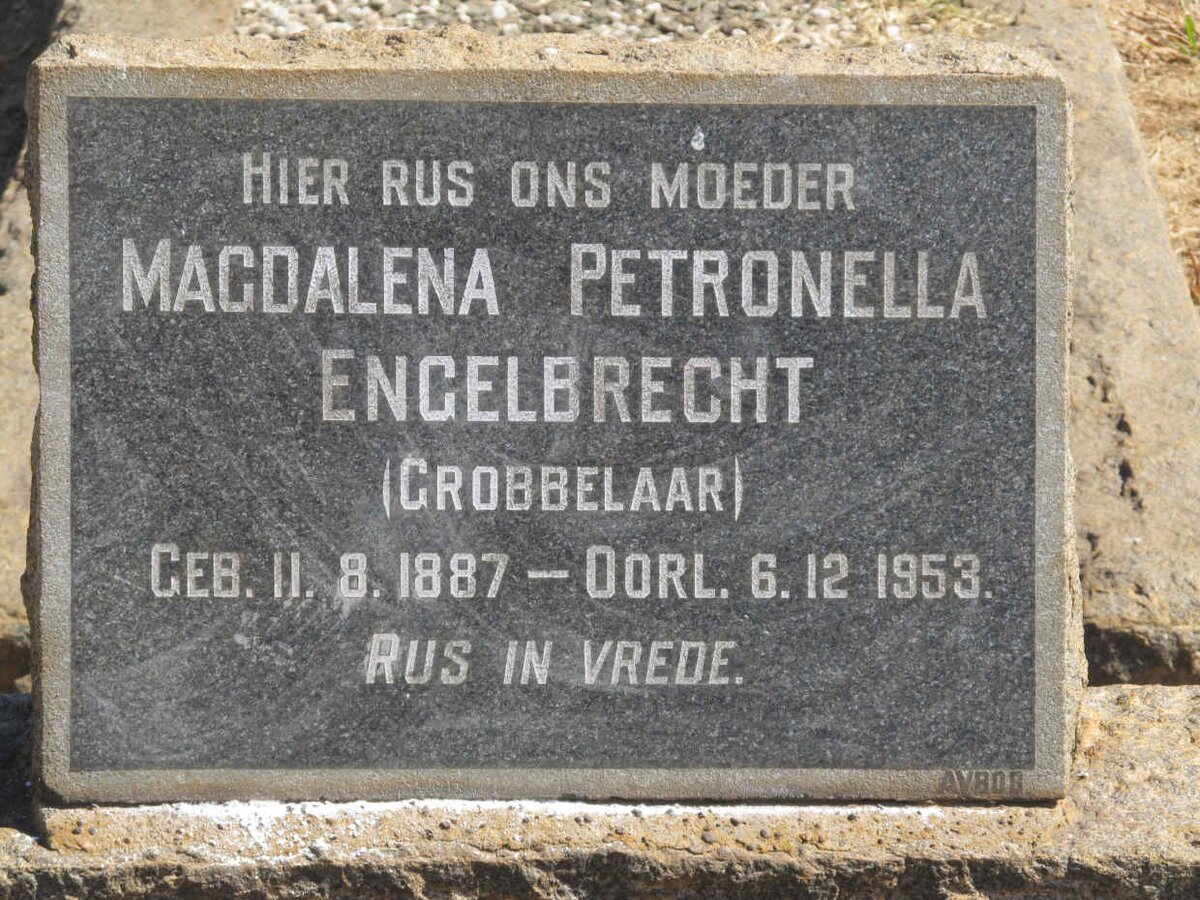 HIER RUS ONS MOEDER
MAGDALENA PETRONELLA
ENGELBRECHT
(GROBBELAAR)
GEB. 11. 8. 1887 — OORL. 6. 12 1953.
RUS IN VREDE.
AVBOB